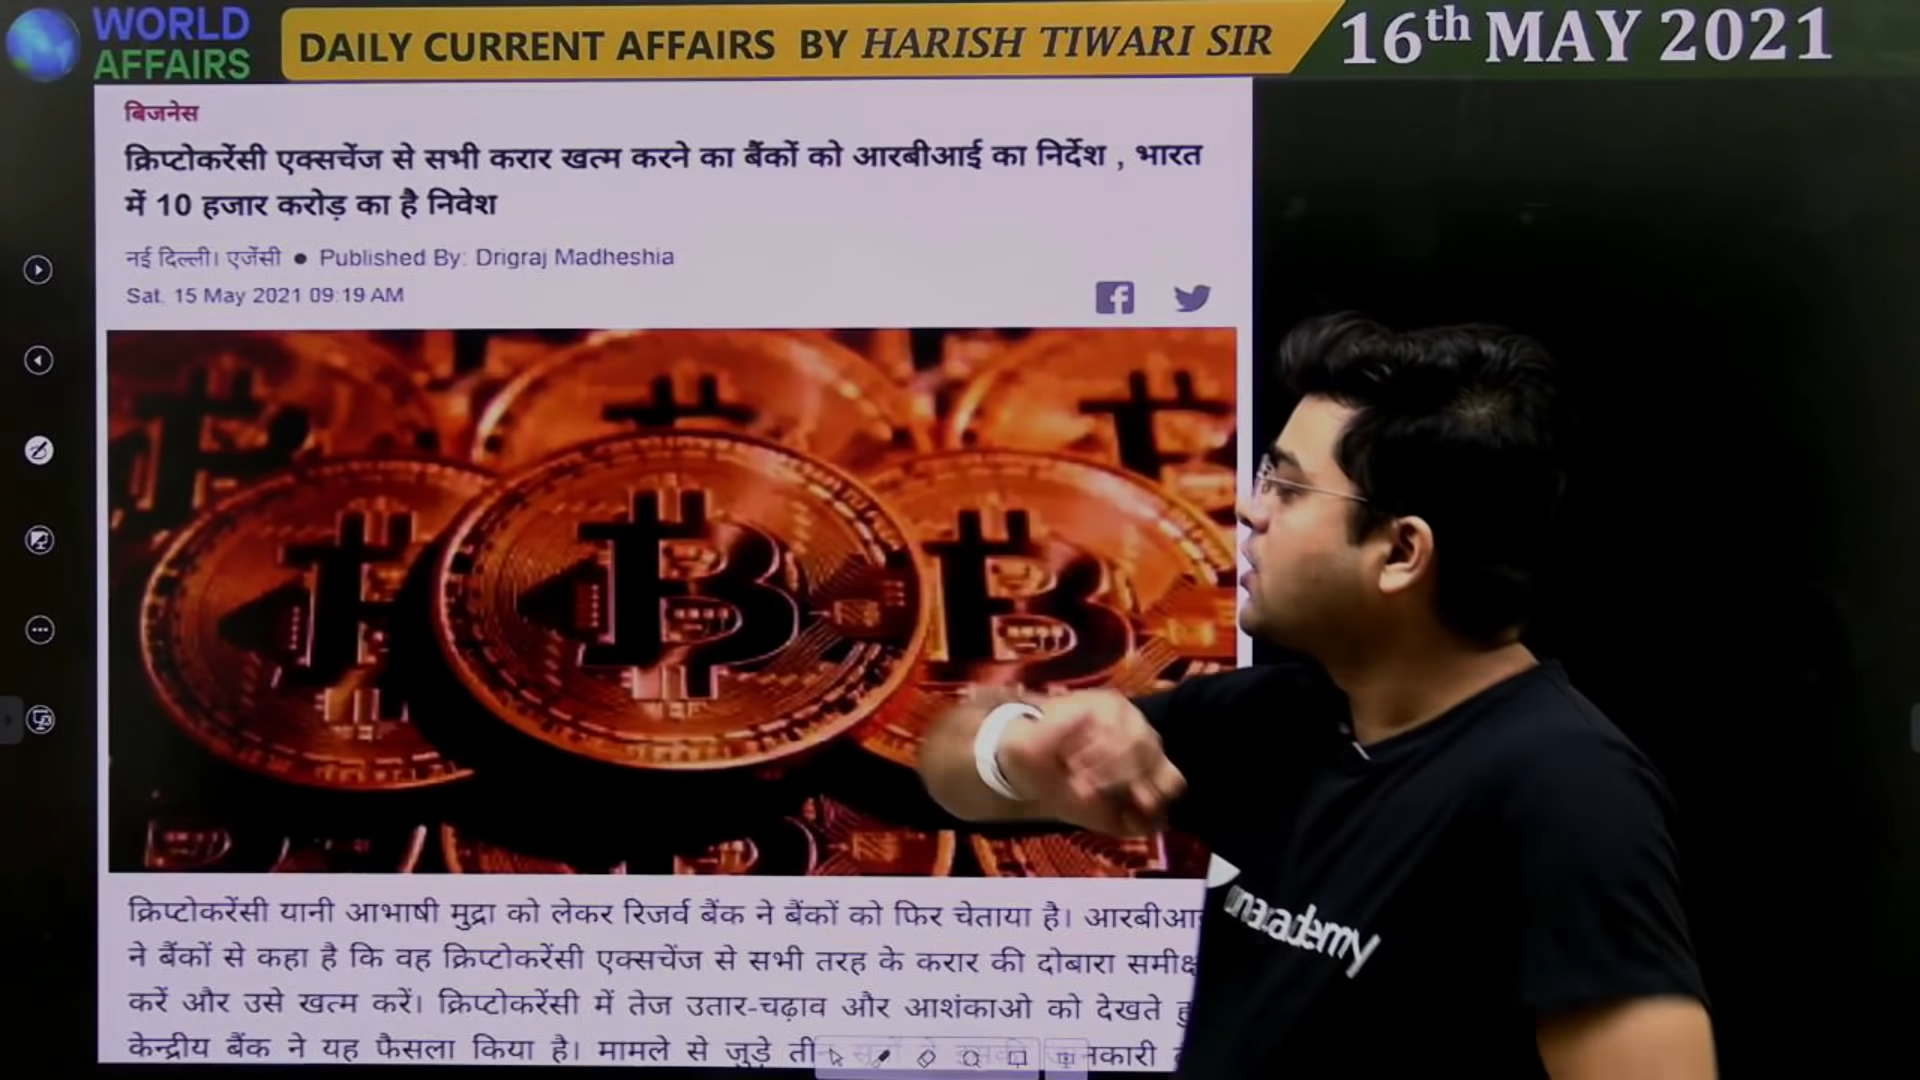 WORLD
AFFAIRS
DAILY CURRENT AFFAIRS BY HARISH TIWARI SIR
16th MAY 2021
बिजनेस
क्रिप्टोकरेंसी एक्सचेंज से सभी करार खत्म करने का बैंकों को आरबीआई का निर्देश , भारत
में 10 हजार करोड़ का है निवेश
नई दिल्ली। एजेंसी ● Published By: Drigraj Madheshia
Sat. 15 May 2021 09:19 AM
क्रिप्टोकरेंसी यानी आभाषी मुद्रा को लेकर रिजर्व बैंक ने बैंकों को फिर चेताया है।
ने बैंकों से कहा है कि वह क्रिप्टोकरेंसी एक्सचेंज से सभी तरह के करार की दोबारा
करें और उसे खत्म करें। क्रिप्टोकरेंसी में तेज उतार-चढ़ाव और आशंकाओ को देखते
केन्द्रीय बैंक ने यह फैसला किया है। मामले से जुड़े
unacademy